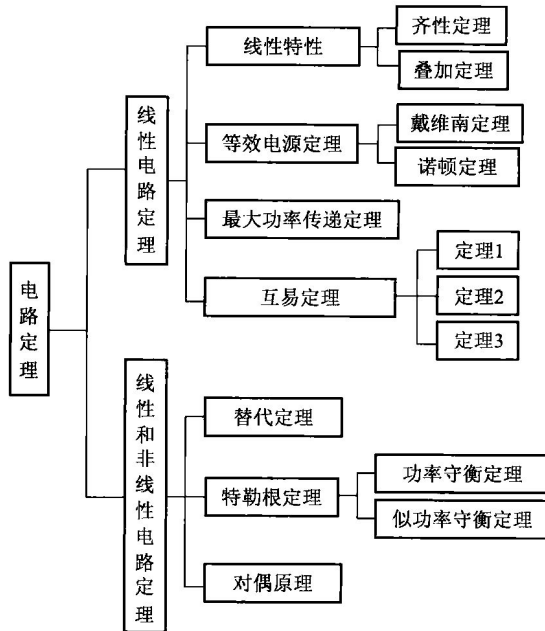 电路定理
线性电路定理
线性特性
齐性定理
叠加定理
等效电源定理
戴维南定理
诺顿定理
最大功率传递定理
互易定理
定理1
定理2
定理3
线性和非线性电路定理
替代定理
特勒根定理
功率守衡定理
似功率守衡定理
对偶原理